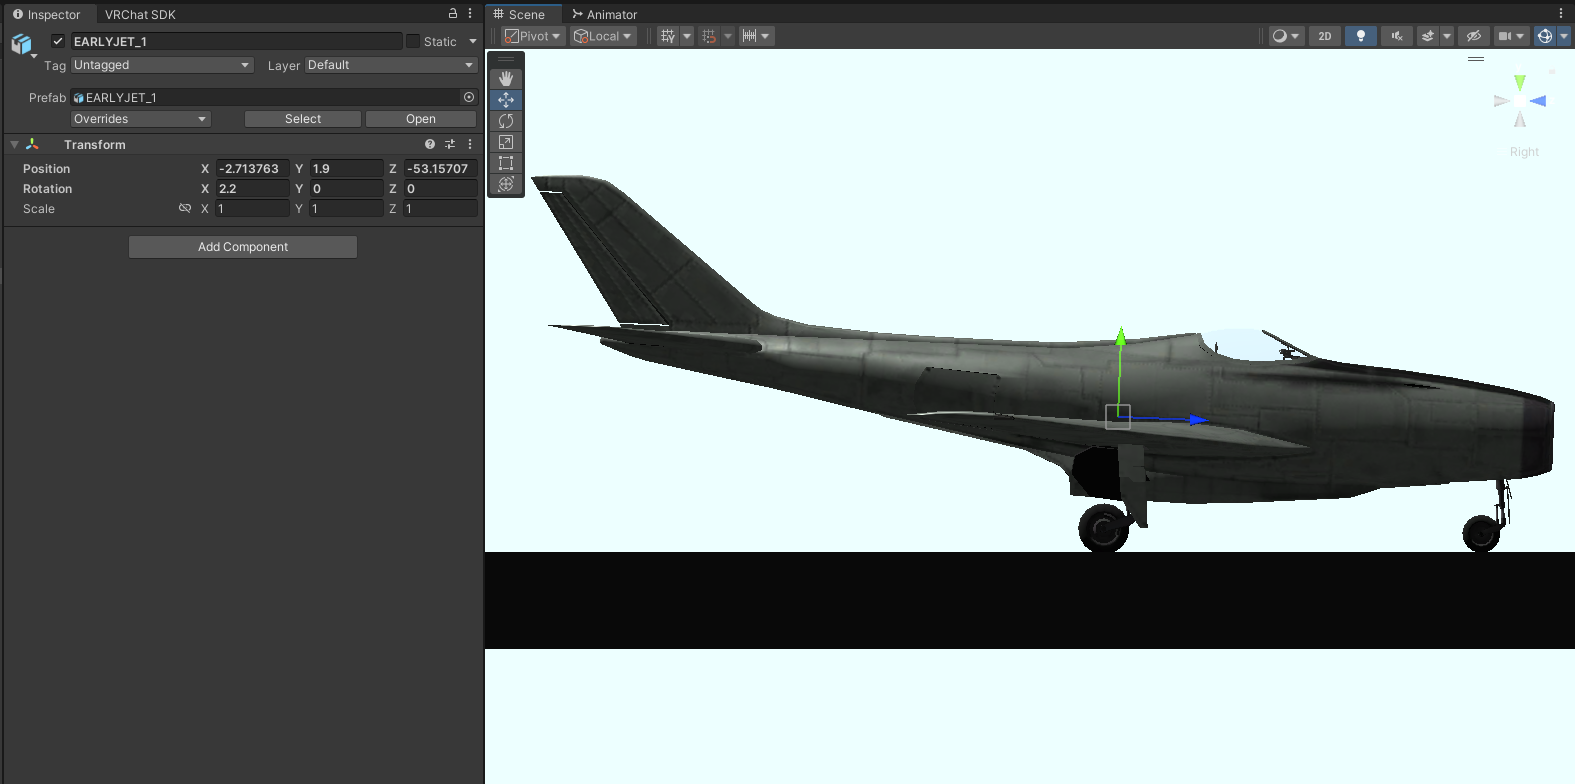 Inspector VRChat SDK
EARLYJET_1 Static
Tag Untagged Layer Default
Prefab EARLYJET_1
Overrides Select Open
Transform
Position X -2.713763 Y 1.9 Z -53.15707
Rotation X 2.2 Y 0 Z 0
Scale X 1 Y 1 Z 1
Add Component
Scene Animator
Pivot Local 2D
Right